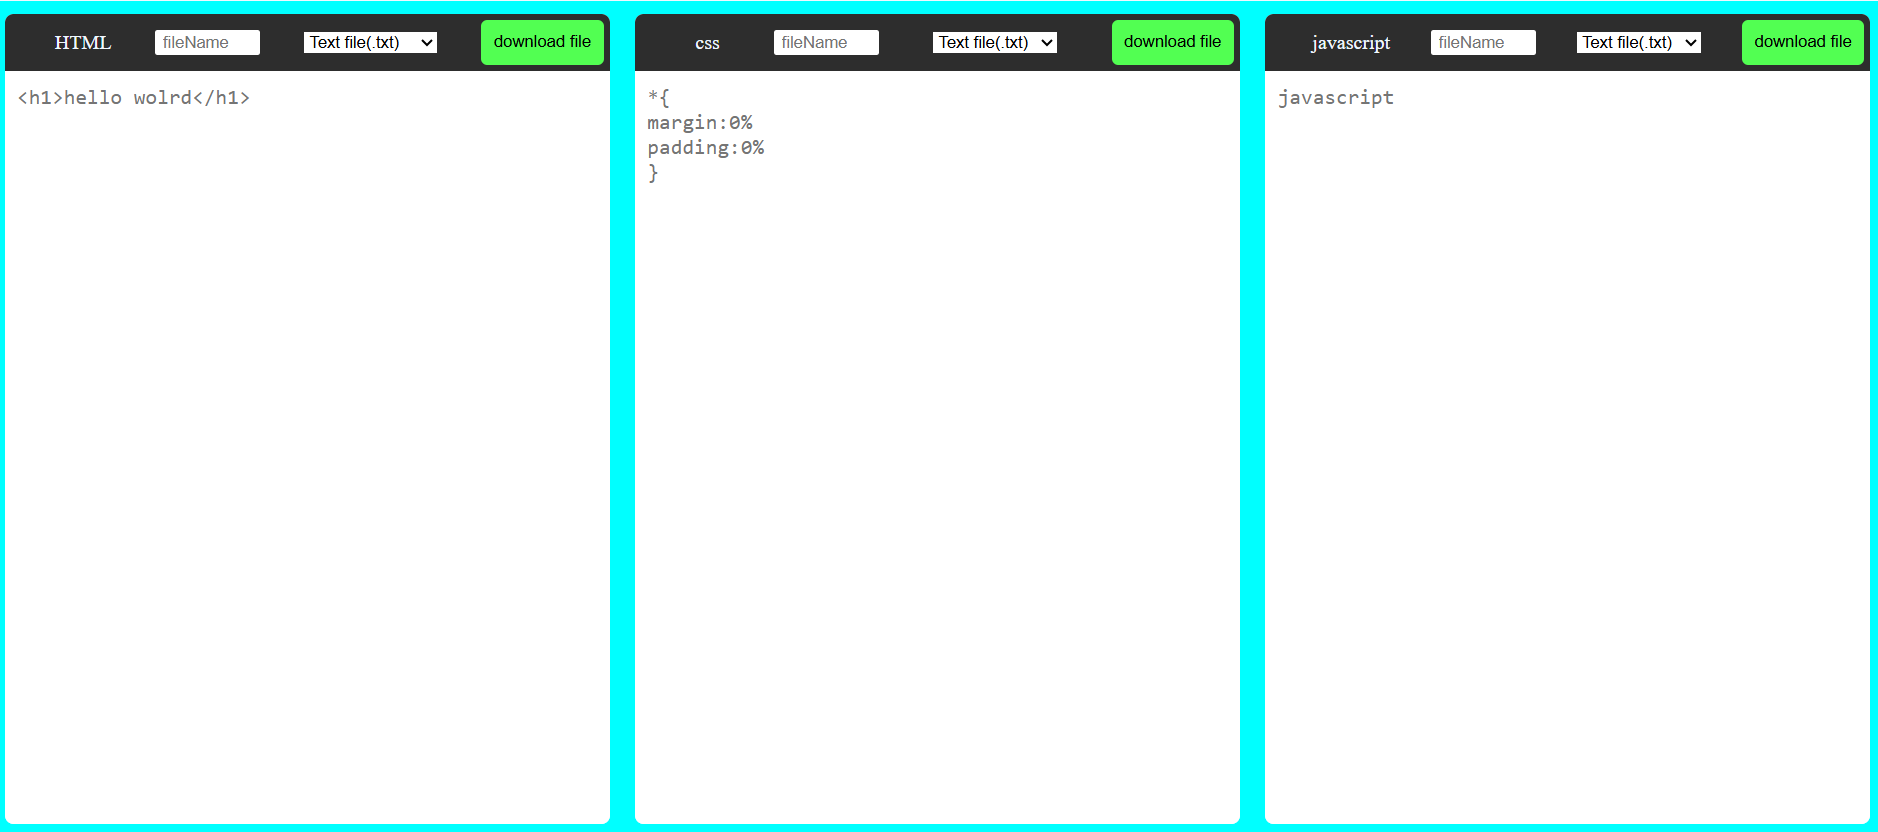 HTML fileName Text file(.txt) download file
<h1>hello wolrd</h1>
css fileName Text file(.txt) download file
*{
margin:0%
padding:0%
}
javascript fileName Text file(.txt) download file
javascript